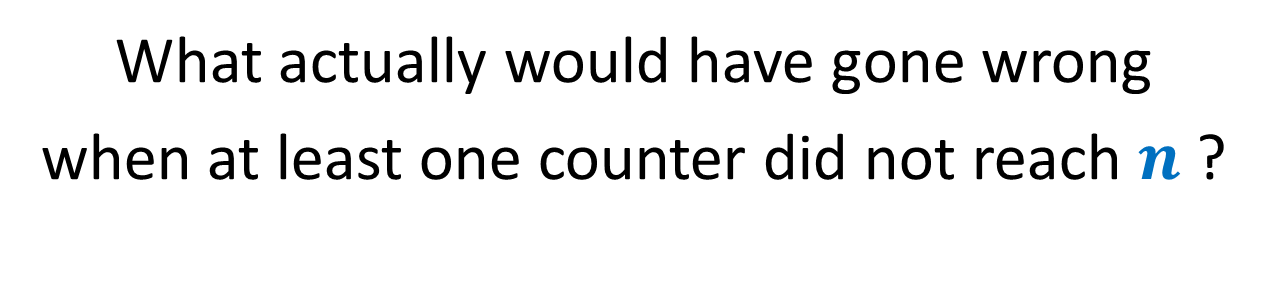 What actually would have gone wrong
when at least one counter did not reach n ?